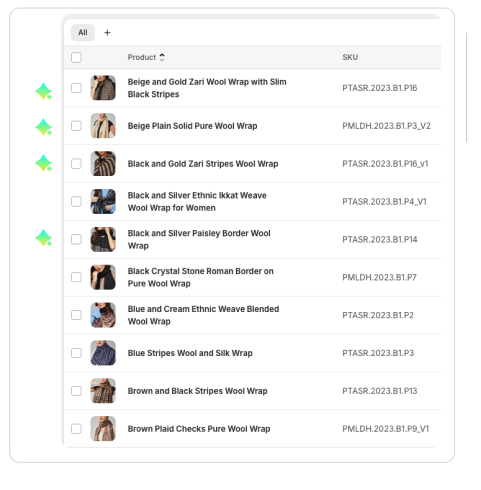 All +
Product SKU
Beige and Gold Zari Wool Wrap with Slim
Black Stripes
PTASR.2023.B1.P16
Beige Plain Solid Pure Wool Wrap PMLDH.2023.B1.P3_V2
Black and Gold Zari Stripes Wool Wrap PTASR.2023.B1.P16_v1
Black and Silver Ethnic Ikkat Weave
Wool Wrap for Women
PTASR.2023.B1.P4_V1
Black and Silver Paisley Border Wool
Wrap
PTASR.2023.B1.P14
Black Crystal Stone Roman Border on
Pure Wool Wrap
PMLDH.2023.B1.P7
Blue and Cream Ethnic Weave Blended
Wool Wrap
PTASR.2023.B1.P2
Blue Stripes Wool and Silk Wrap PTASR.2023.B1.P3
Brown and Black Stripes Wool Wrap PTASR.2023.B1.P13
Brown Plaid Checks Pure Wool Wrap PMLDH.2023.B1.P9_V1